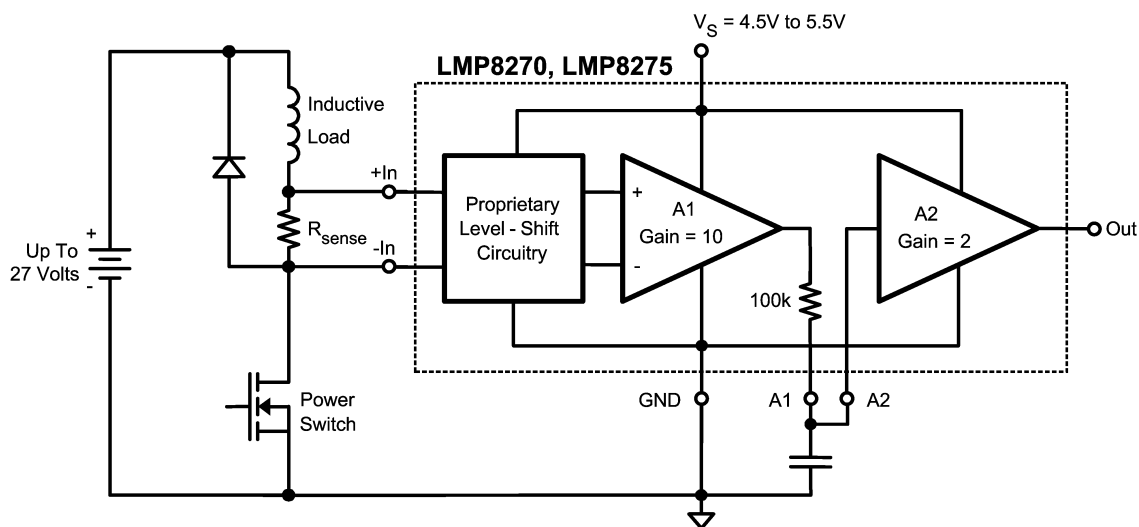 V_S = 4.5V to 5.5V
LMP8270, LMP8275
Inductive
Load
+In
Proprietary
Level - Shift
Circuitry
+
-
A1
Gain = 10
A2
Gain = 2
Out
R_sense
-In
+
Up To
27 Volts
-
100k
Power
Switch
GND
A1
A2